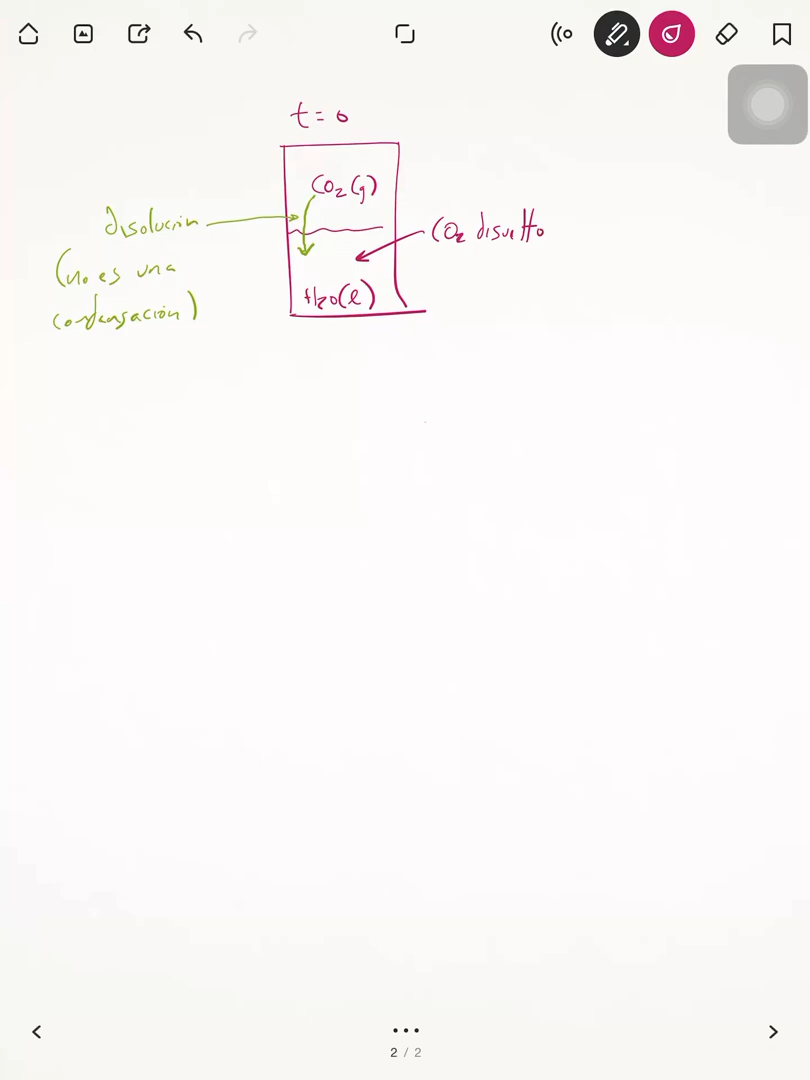 t = 0
CO₂ (g)
disolución
CO₂ disuelto
(no es una
condensación)
H₂O(l)
2 / 2